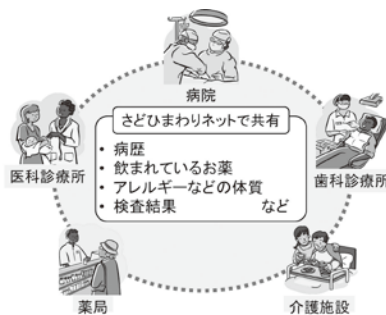 病院
さどひまわりネットで共有
・ 病歴
・ 飲まれているお薬
・ アレルギーなどの体質
・ 検査結果 など
医科診療所
歯科診療所
薬局
介護施設